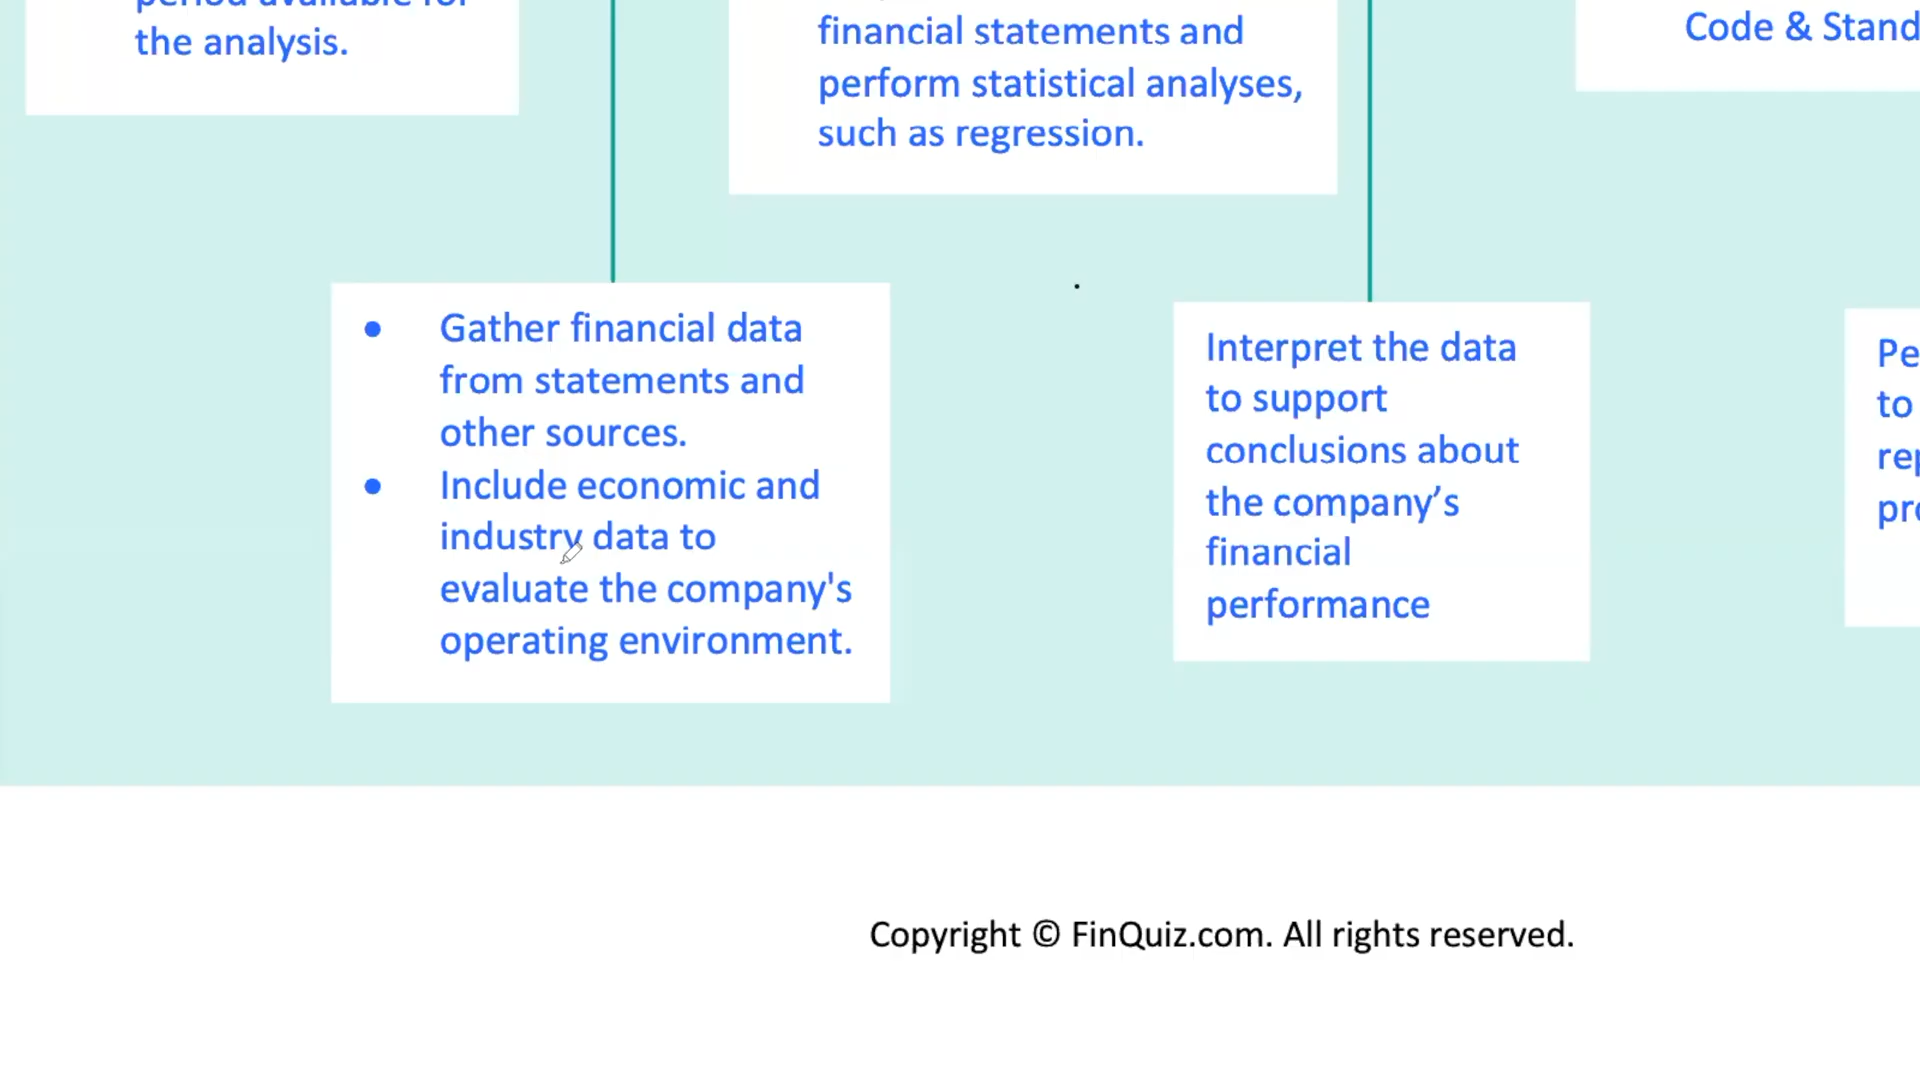 the analysis.
financial statements and
perform statistical analyses,
such as regression.
Code &
Gather financial data
from statements and
other sources.
Include economic and
industry data to
evaluate the company's
operating environment.
Interpret the data
to support
conclusions about
the company’s
financial
performance
to
Copyright © FinQuiz.com. All rights reserved.